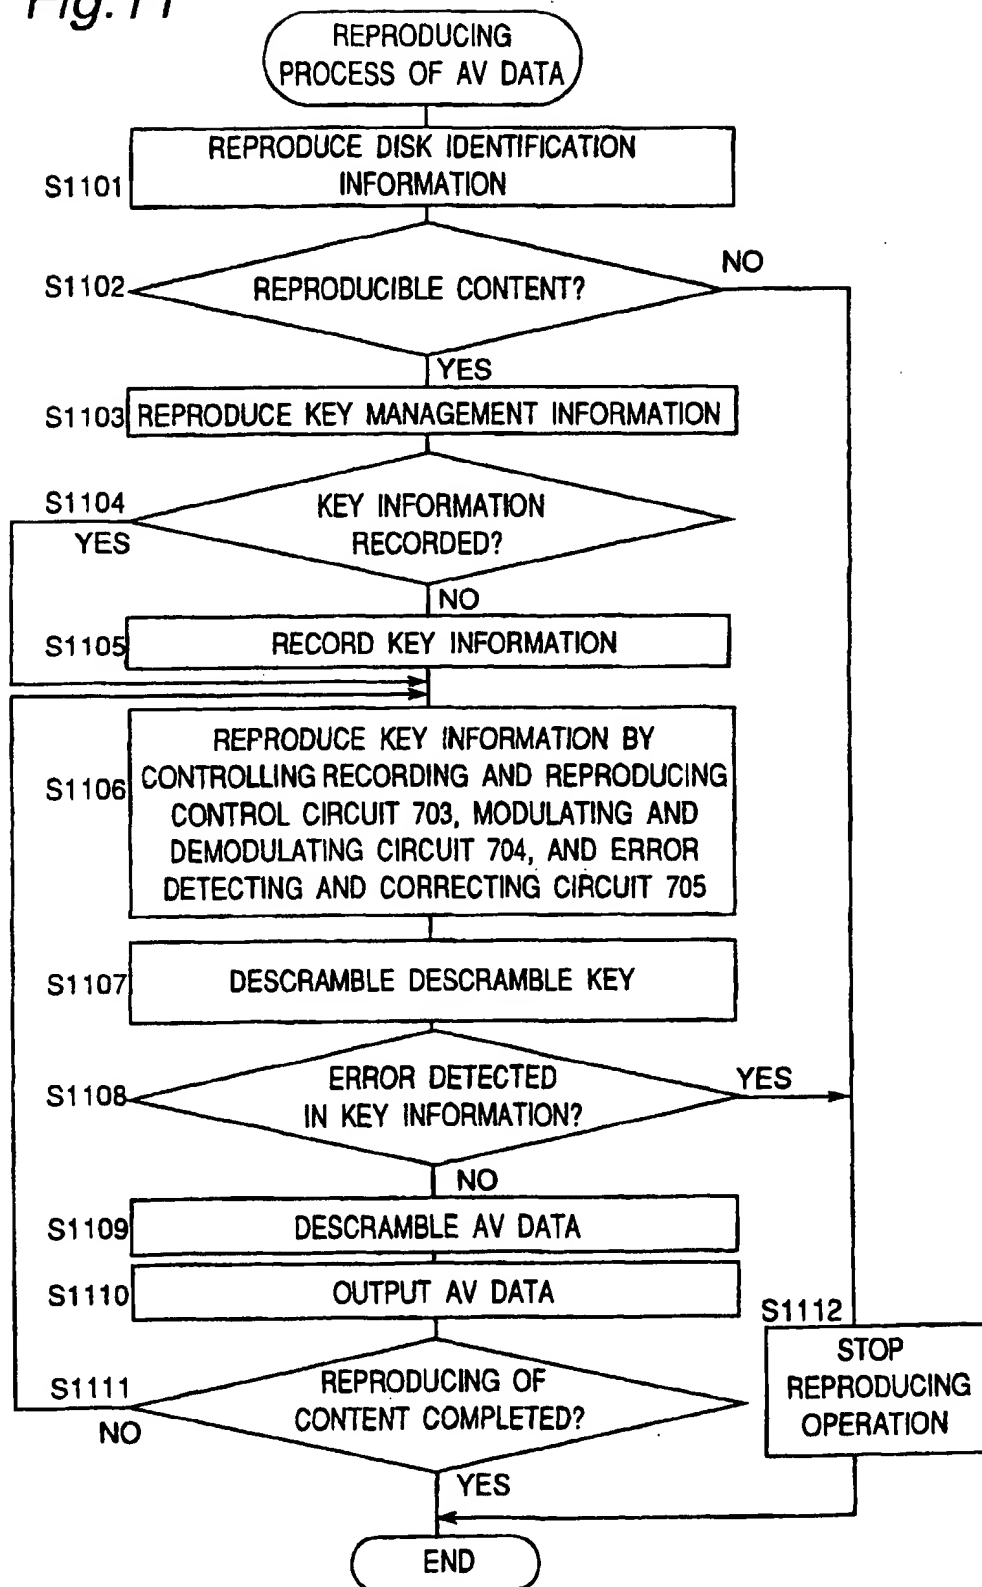 Fig. 11
REPRODUCING
PROCESS OF AV DATA
REPRODUCE DISK IDENTIFICATION
INFORMATION
S1101
NO
S1102
REPRODUCIBLE CONTENT?
YES
S1103
REPRODUCE KEY MANAGEMENT INFORMATION
S1104
KEY INFORMATION
RECORDED?
YES
NO
S1105
RECORD KEY INFORMATION
REPRODUCE KEY INFORMATION BY
CONTROLLING RECORDING AND REPRODUCING
S1106
CONTROL CIRCUIT 703, MODULATING AND
DEMODULATING CIRCUIT 704, AND ERROR
DETECTING AND CORRECTING CIRCUIT 705
S1107
DESCRAMBLE DESCRAMBLE KEY
ERROR DETECTED
IN KEY INFORMATION?
YES
S1108
NO
S1109
DESCRAMBLE AV DATA
S1110
OUTPUT AV DATA
S1112
STOP
REPRODUCING
OPERATION
S1111
REPRODUCING OF
CONTENT COMPLETED?
NO
YES
END